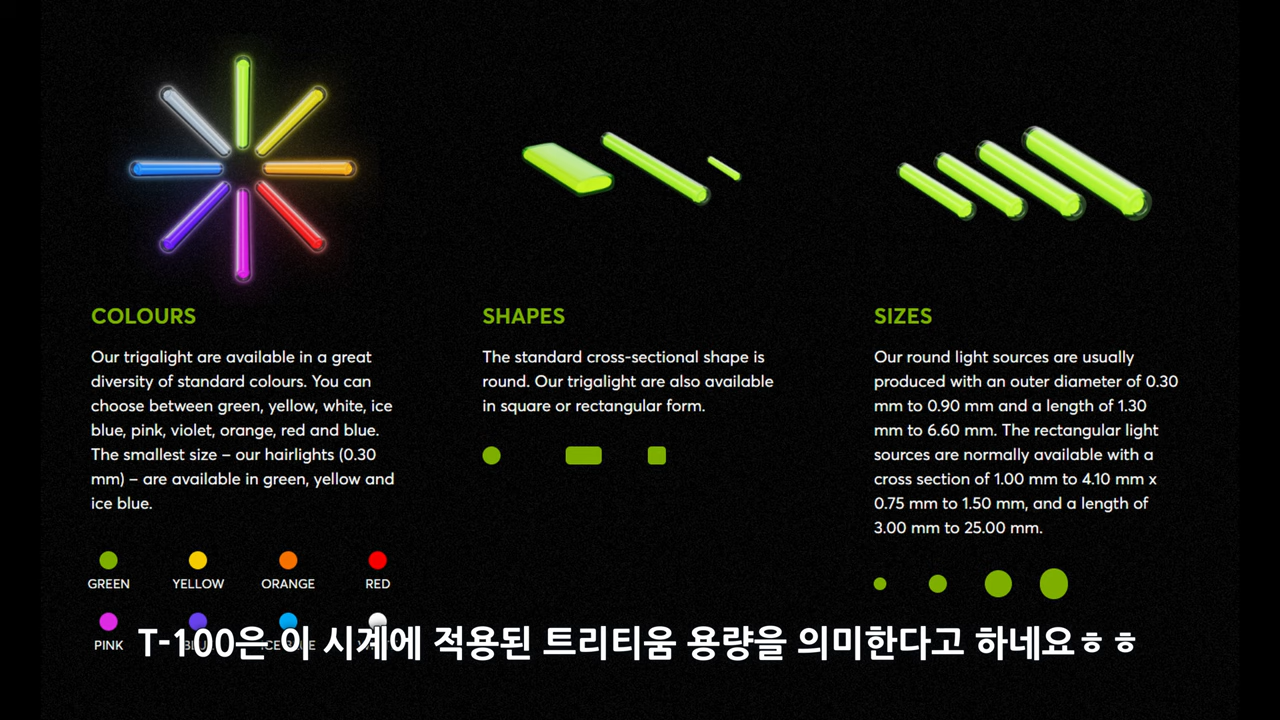 COLOURS
Our trigalight are available in a great
diversity of standard colours. You can
choose between green, yellow, white, ice
blue, pink, violet, orange, red and blue.
The smallest size – our hairlights (0.30
mm) – are available in green, yellow and
ice blue.
GREEN YELLOW ORANGE RED
PINK
SHAPES
The standard cross-sectional shape is
round. Our trigalight are also available
in square or rectangular form.
SIZES
Our round light sources are usually
produced with an outer diameter of 0.30
mm to 0.90 mm and a length of 1.30
mm to 6.60 mm. The rectangular light
sources are normally available with a
cross section of 1.00 mm to 4.10 mm x
0.75 mm to 1.50 mm, and a length of
3.00 mm to 25.00 mm.
T-100은 이 시계에 적용된 트리티움 용량을 의미한다고 하네요ㅎㅎ